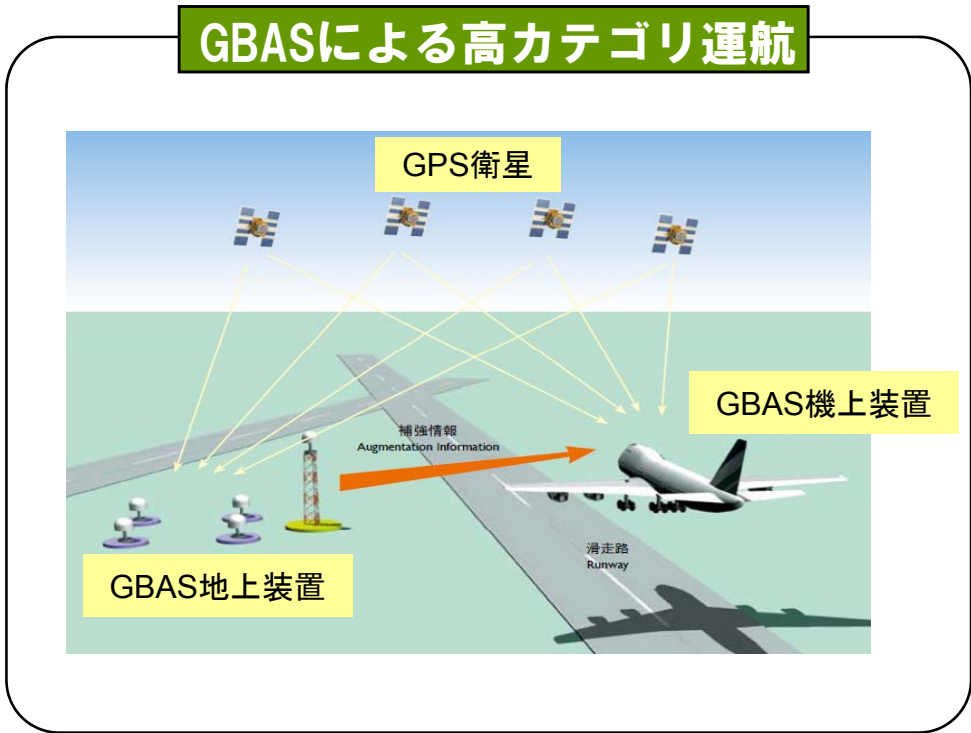 GBASによる高カテゴリ運航
GPS衛星
GBAS機上装置
補強情報
Augmentation Information
滑走路
Runway
GBAS地上装置